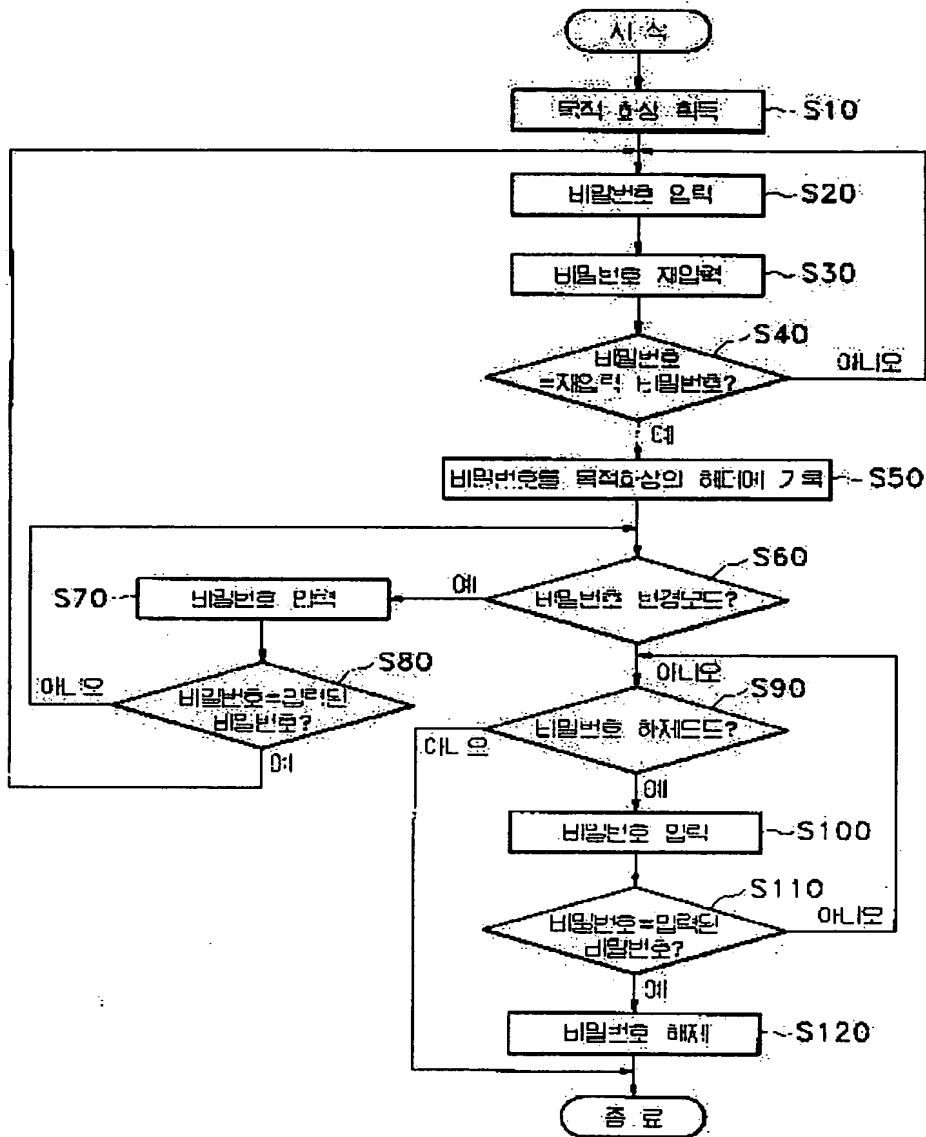 시작
목적 화상 획득
S10
비밀번호 입력
S20
비밀번호 재입력
S30
S40
비밀번호
=재입력 비밀번호?
아니오
예
비밀번호를 목적화상의 헤더에 기록
S50
S60
비밀번호 변경모드?
예
S70
비밀번호 입력
S80
아니오
비밀번호=입력된
비밀번호?
예
아니오
S90
비밀번호 해제모드?
아니오
예
비밀번호 입력
S100
S110
비밀번호=입력된
비밀번호?
아니오
예
비밀번호 해제
S120
종료